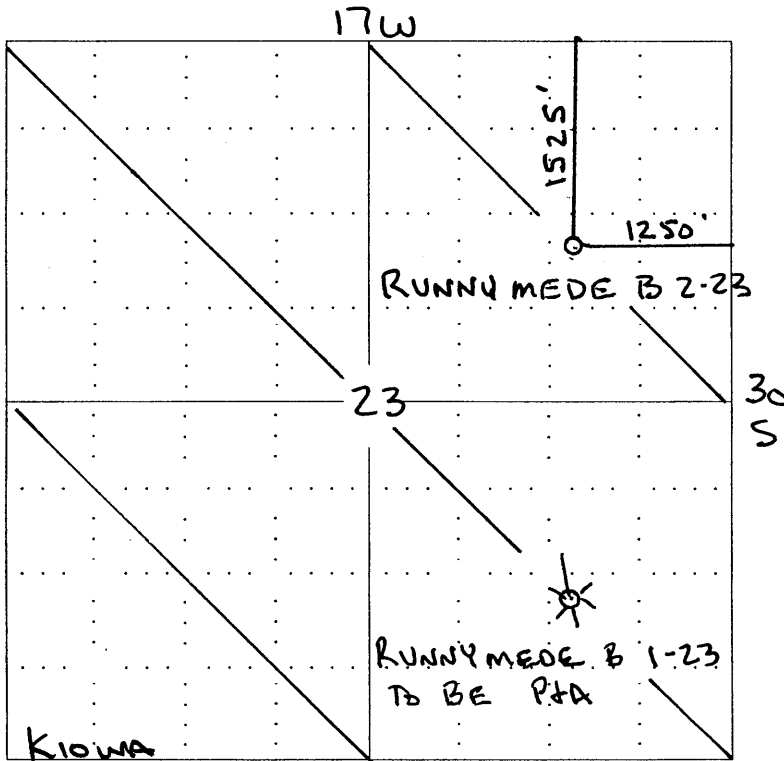 17W
1525'
1250'
RUNNYMEDE B 2-23
23
30
S
RUNNYMEDE B 1-23
TO BE P&A
KIOWA